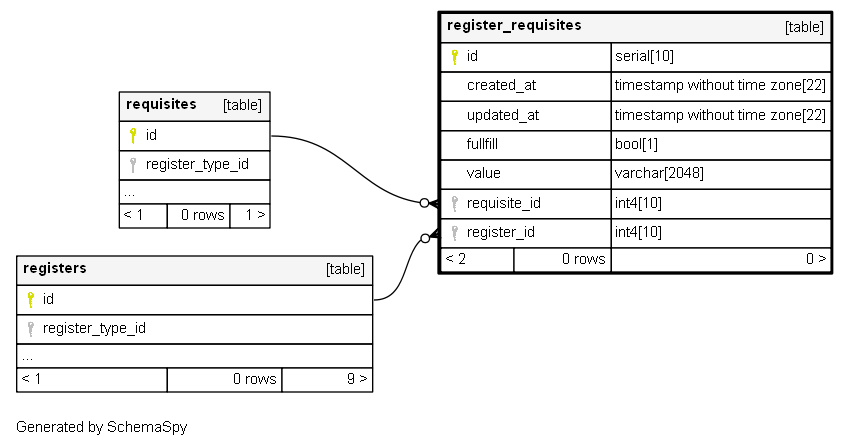 register_requisites [table]
id serial[10]
created_at timestamp without time zone[22]
updated_at timestamp without time zone[22]
fullfill bool[1]
value varchar[2048]
requisite_id int4[10]
register_id int4[10]
< 2 0 rows 0 >
requisites [table]
id
register_type_id
...
< 1 0 rows 1 >
registers [table]
id
register_type_id
...
< 1 0 rows 9 >
Generated by SchemaSpy